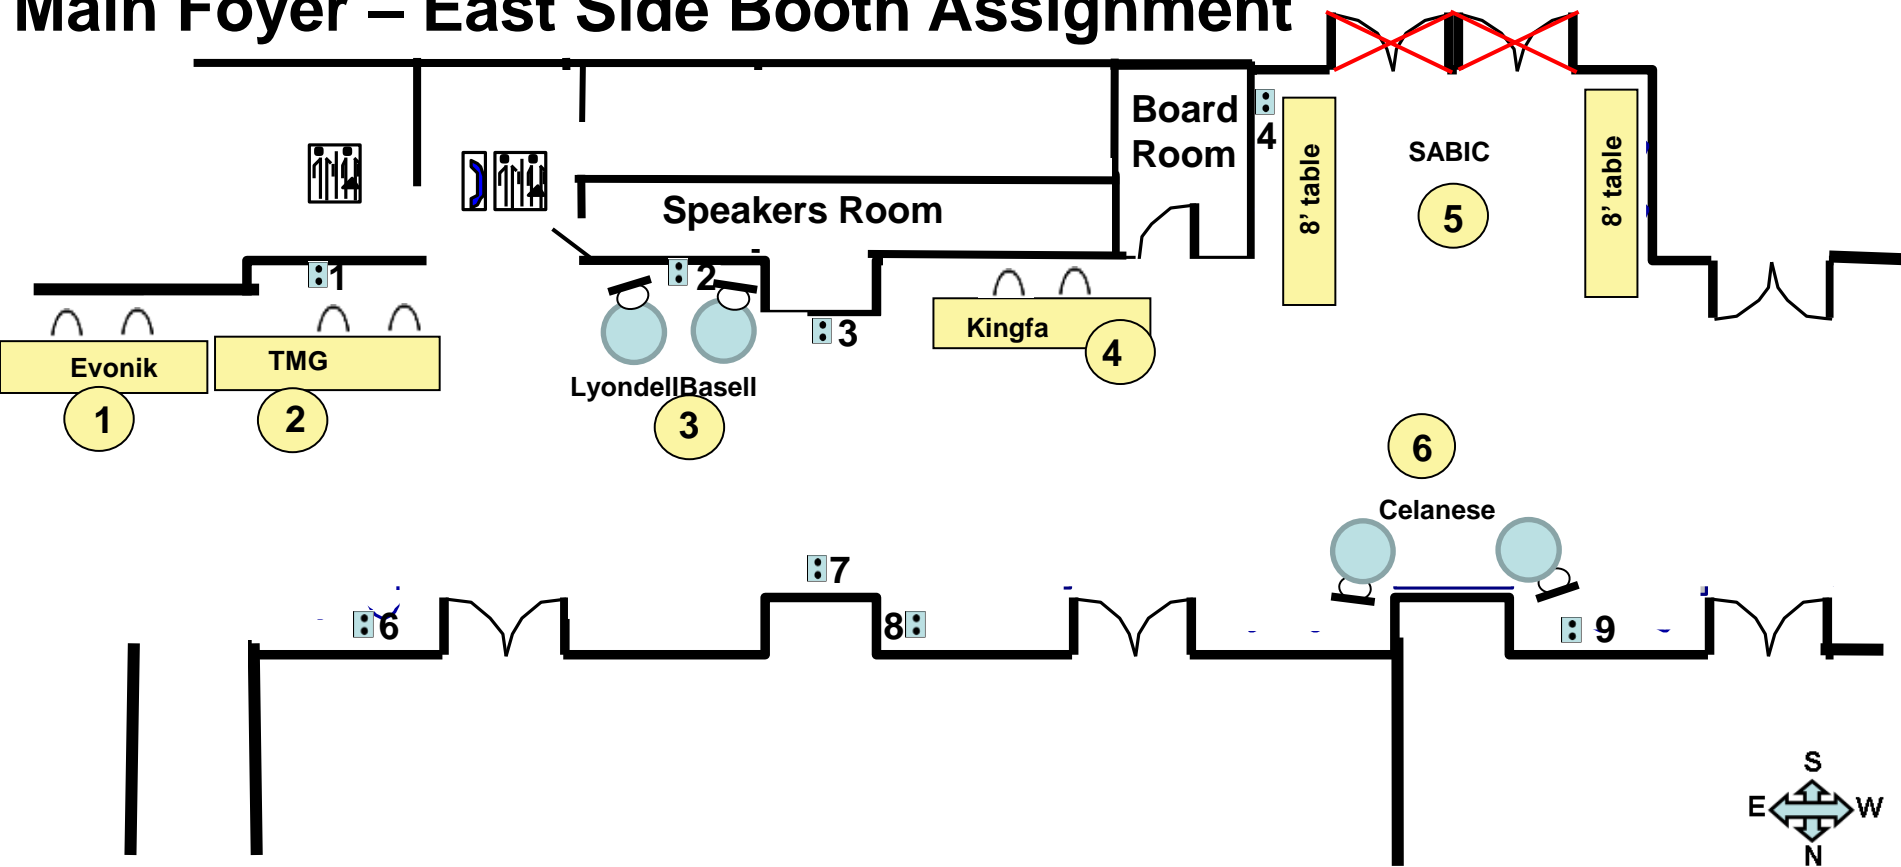 Main Foyer – East Side Booth Assignment
Board
Room
4
8’ table
SABIC
5
8’ table
Speakers Room
1
2
3
Evonik
1
TMG
2
LyondellBasell
3
Kingfa
4
6
Celanese
7
6
8
9
S
E
W
N